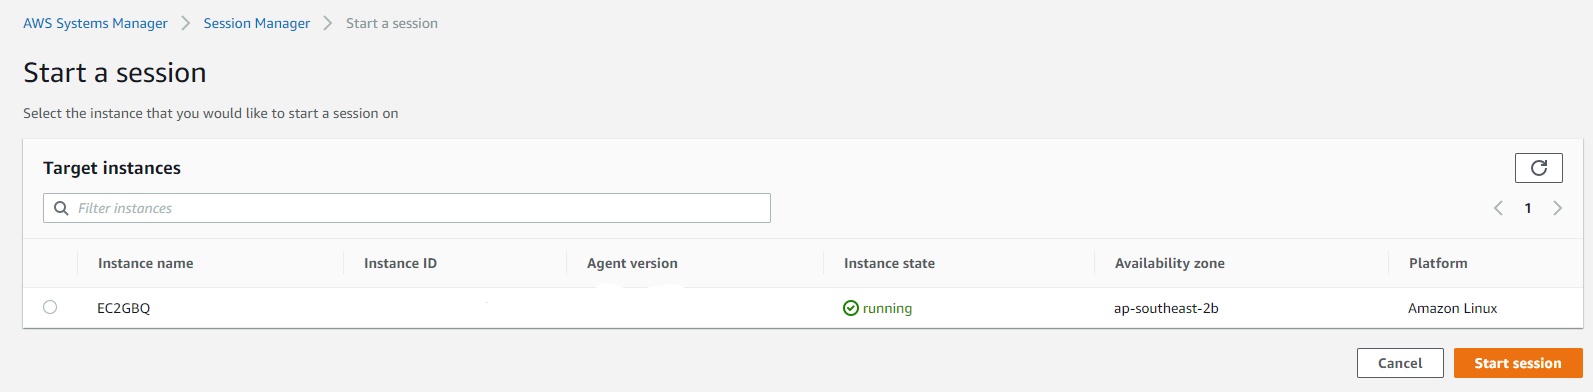 AWS Systems Manager > Session Manager > Start a session
Start a session
Select the instance that you would like to start a session on
Target instances
Filter instances
1
Instance name Instance ID Agent version Instance state Availability zone Platform
EC2GBQ running ap-southeast-2b Amazon Linux
Cancel Start session